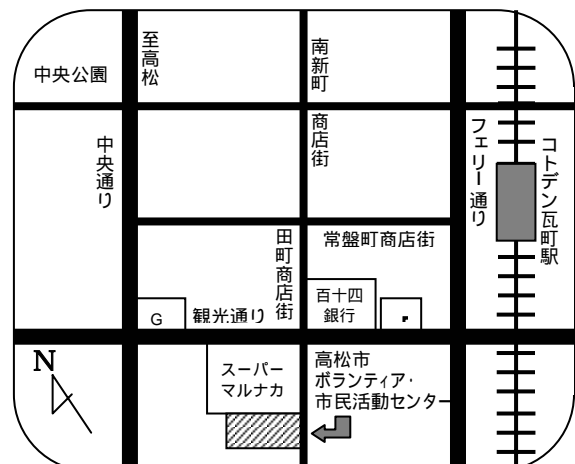 中央公園
至高松
南新町
商店街
中央通り
フェリー通り
コトデン瓦町駅
田町商店街
常盤町商店街
百十四
銀行
G
観光通り
スーパー
マルナカ
高松市
ボランティア・
市民活動センター
N